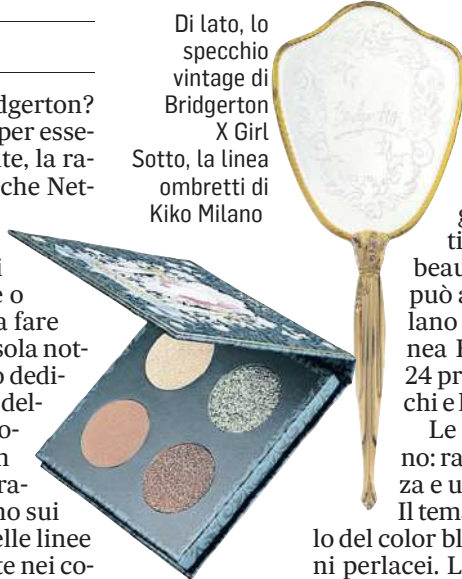 Di lato, lo
specchio
vintage di
Bridgerton
X Girl
Sotto, la linea
ombretti di
Kiko Milano
dgerton?
per esse-
te, la ra-
che Net-
i
e o
a fare
sola not-
o dedi-
del-
o-
n
ra-
no sui
elle linee
te nei co-
g
ti
beau
può a
lano
nea
24 pr
chi e
Le
no: ra
za e u
Il tema
lo del color bl
ni perlacei. L